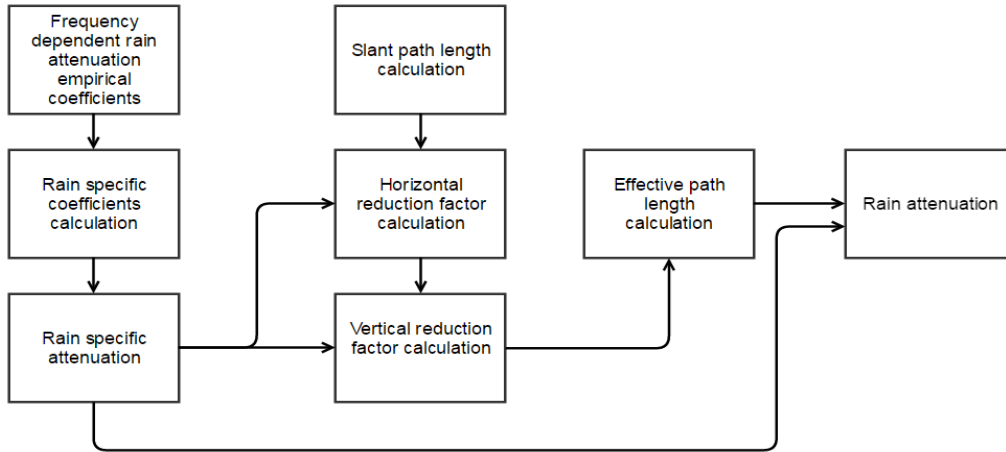 Frequency
dependent rain
attenuation
empirical
coefficients
Slant path length
calculation
Rain specific
coefficients
calculation
Horizontal
reduction factor
calculation
Effective path
length
calculation
Rain attenuation
Rain specific
attenuation
Vertical reduction
factor calculation